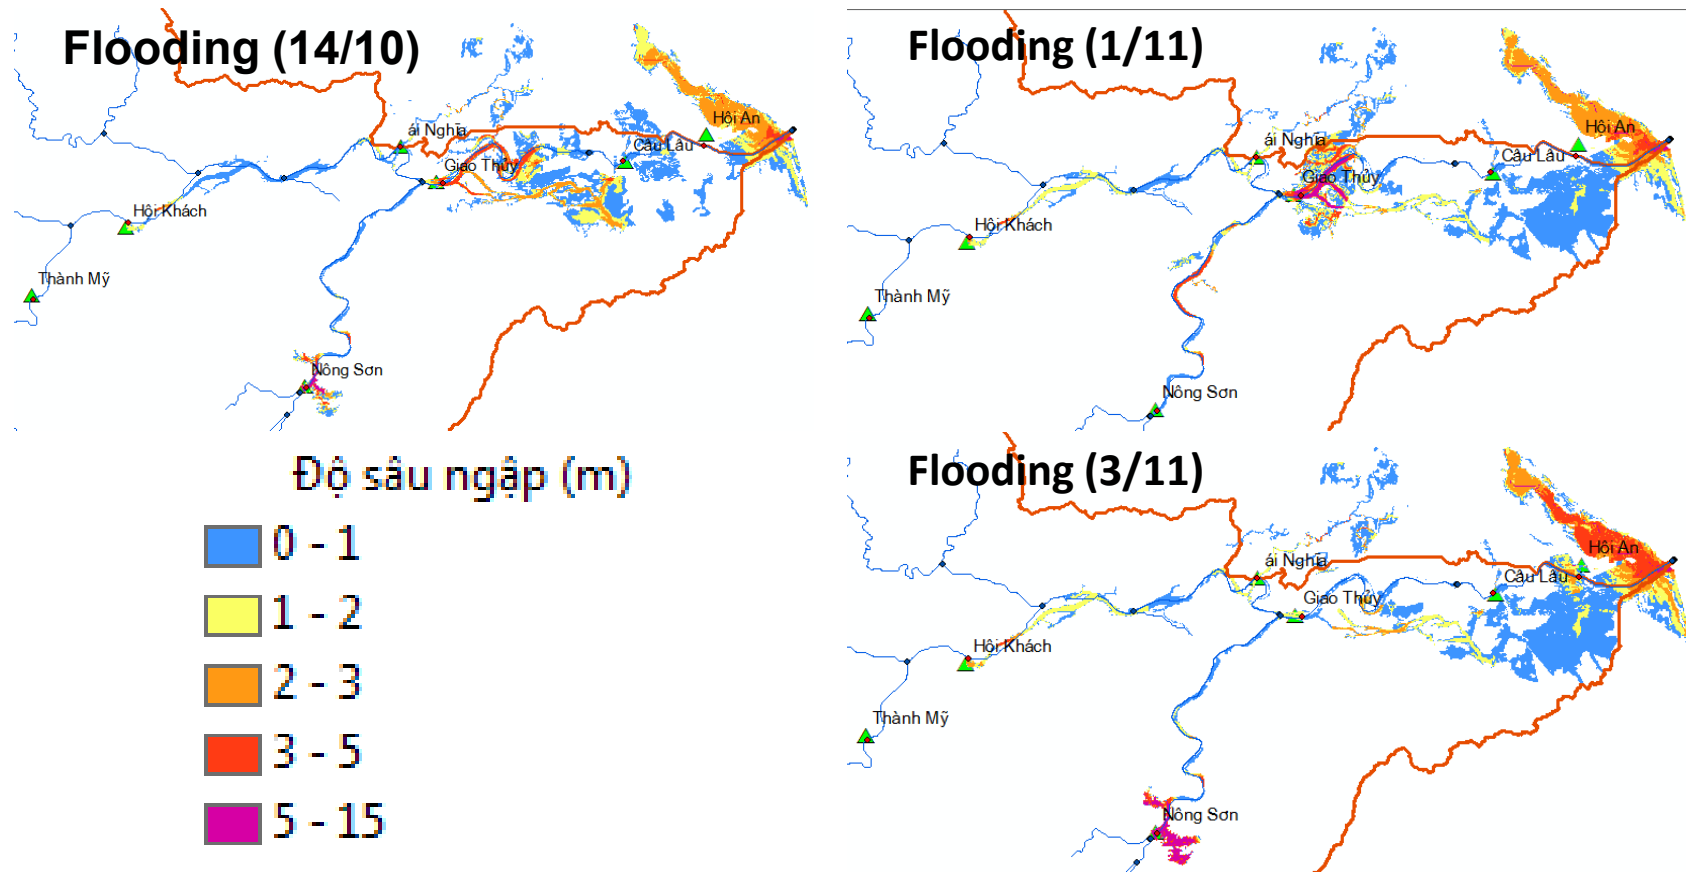 Flooding (14/10)
ái Nghĩa
Hội An
Câu Lâu
Giao Thủy
Hội Khách
Thành Mỹ
Nông Sơn
Flooding (1/11)
ái Nghĩa
Hội An
Câu Lâu
Giao Thủy
Hội Khách
Thành Mỹ
Nông Sơn
Độ sâu ngập (m)
0 - 1
1 - 2
2 - 3
3 - 5
5 - 15
Flooding (3/11)
ái Nghĩa
Hội An
Câu Lâu
Giao Thủy
Hội Khách
Thành Mỹ
Nông Sơn